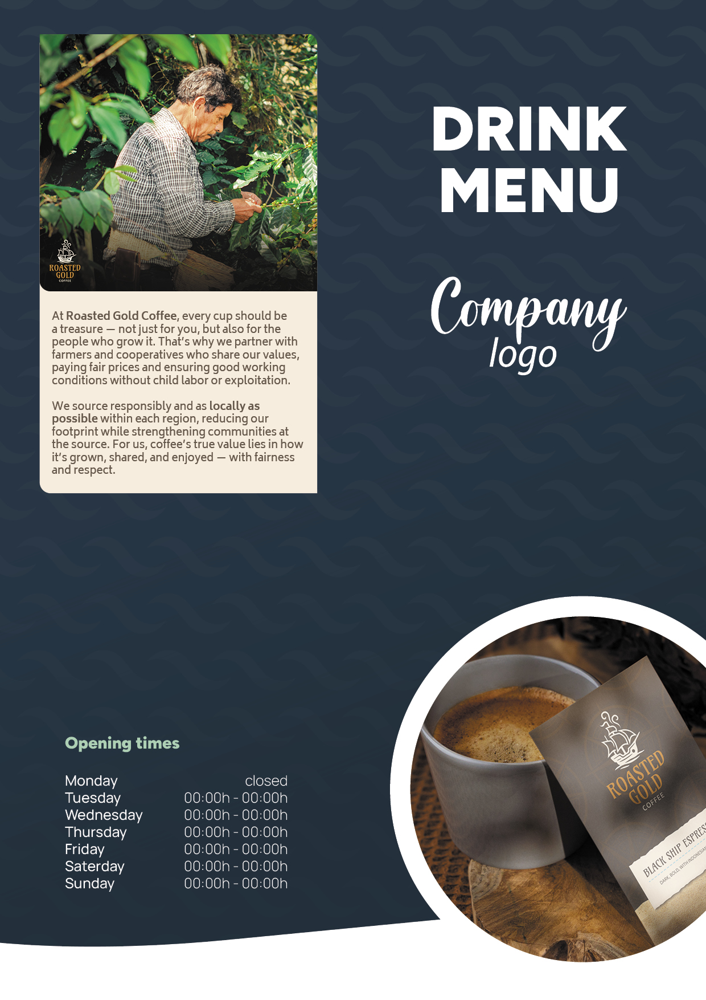 DRINK
MENU
Company
logo
ROASTED
GOLD
COFFEE
At Roasted Gold Coffee, every cup should be
a treasure — not just for you, but also for the
people who grow it. That’s why we partner with
farmers and cooperatives who share our values,
paying fair prices and ensuring good working
conditions without child labor or exploitation.
We source responsibly and as locally as
possible within each region, reducing our
footprint while strengthening communities at
the source. For us, coffee’s true value lies in how
it’s grown, shared, and enjoyed — with fairness
and respect.
Opening times
Monday closed
Tuesday 00:00h - 00:00h
Wednesday 00:00h - 00:00h
Thursday 00:00h - 00:00h
Friday 00:00h - 00:00h
Saterday 00:00h - 00:00h
Sunday 00:00h - 00:00h
ROASTED
GOLD
COFFEE
BLACK SHIP ESPRESS
DARK, BOLD, WITH INDONESIAN